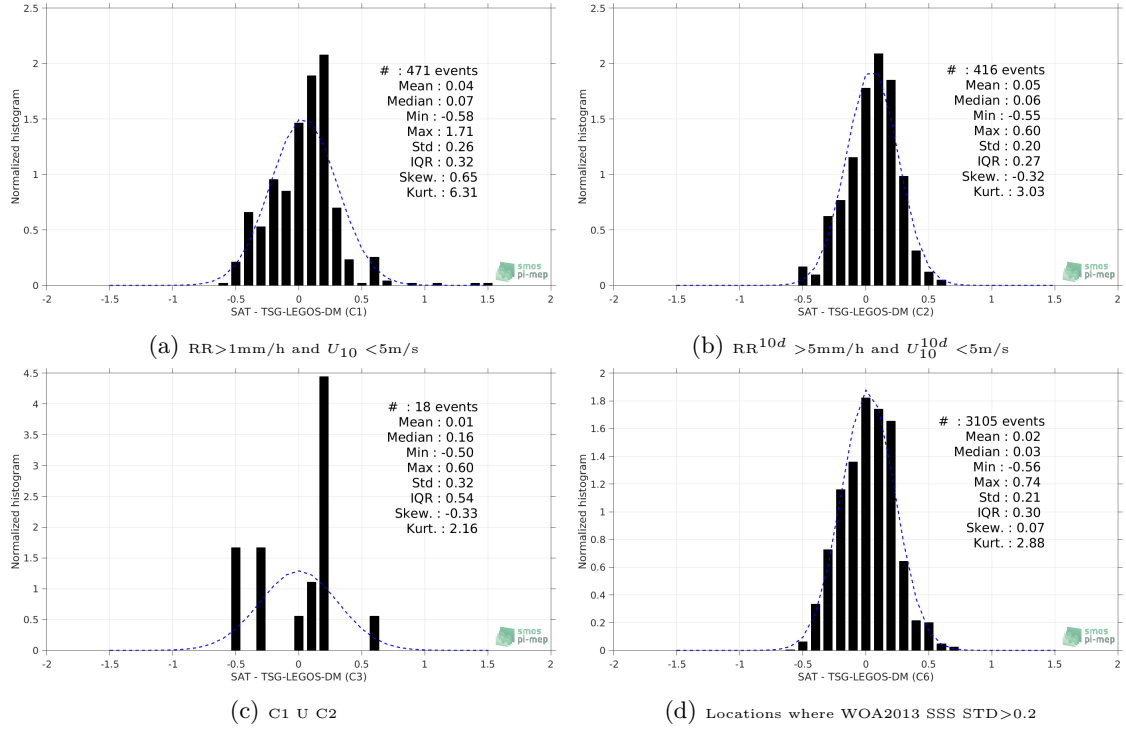 2.5
2
1.5
1
0.5
0
-2
-1.5
-1
-0.5
0
0.5
1
1.5
2
Normalized histogram
SAT - TSG-LEGOS-DM (C1)
# : 471 events
Mean : 0.04
Median : 0.07
Min : -0.58
Max : 1.71
Std : 0.26
IQR : 0.32
Skew. : 0.65
Kurt. : 6.31
smos
pi-mep
(a) RR>1mm/h and U10 <5m/s
2.5
2
1.5
1
0.5
0
-2
-1.5
-1
-0.5
0
0.5
1
1.5
2
Normalized histogram
SAT - TSG-LEGOS-DM (C2)
# : 416 events
Mean : 0.05
Median : 0.06
Min : -0.55
Max : 0.60
Std : 0.20
IQR : 0.27
Skew. : -0.32
Kurt. : 3.03
smos
pi-mep
(b) RR^10d >5mm/h and U10^10d <5m/s
4.5
4
3.5
3
2.5
2
1.5
1
0.5
0
-2
-1.5
-1
-0.5
0
0.5
1
1.5
2
Normalized histogram
SAT - TSG-LEGOS-DM (C3)
# : 18 events
Mean : 0.01
Median : 0.16
Min : -0.50
Max : 0.60
Std : 0.32
IQR : 0.54
Skew. : -0.33
Kurt. : 2.16
smos
pi-mep
(c) C1 U C2
2
1.8
1.6
1.4
1.2
1
0.8
0.6
0.4
0.2
0
-2
-1.5
-1
-0.5
0
0.5
1
1.5
2
Normalized histogram
SAT - TSG-LEGOS-DM (C6)
# : 3105 events
Mean : 0.02
Median : 0.03
Min : -0.56
Max : 0.74
Std : 0.21
IQR : 0.30
Skew. : 0.07
Kurt. : 2.88
smos
pi-mep
(d) Locations where WOA2013 SSS STD>0.2